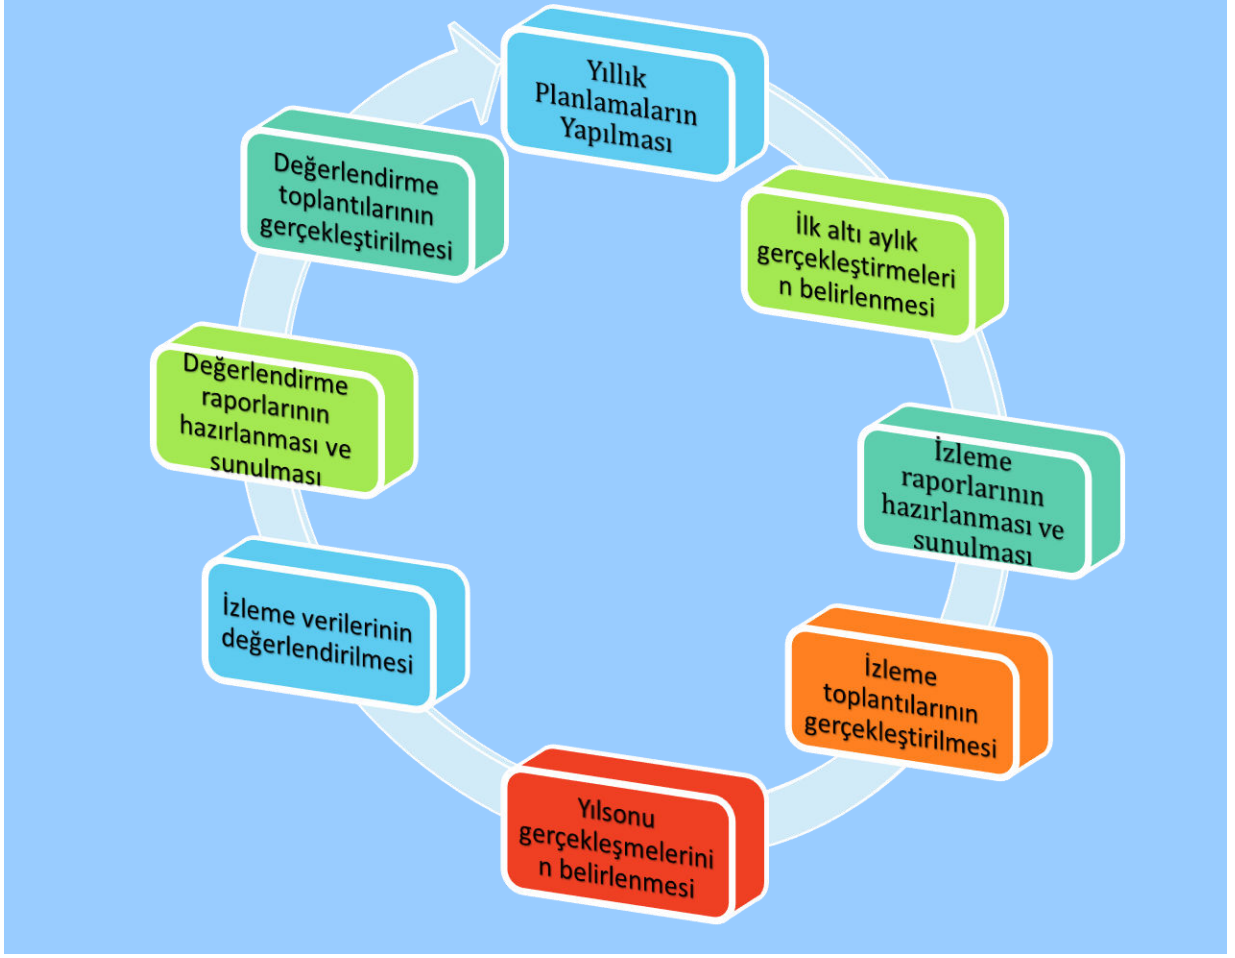 Yıllık
Planlamaların
Yapılması
İlk altı aylık
gerçekleştirmeleri
n belirlenmesi
İzleme
raporlarının
hazırlanması ve
sunulması
İzleme
toplantılarının
gerçekleştirilmesi
Yılsonu
gerçekleşmelerini
n belirlenmesi
İzleme verilerinin
değerlendirilmesi
Değerlendirme
raporlarının
hazırlanması ve
sunulması
Değerlendirme
toplantılarının
gerçekleştirilmesi